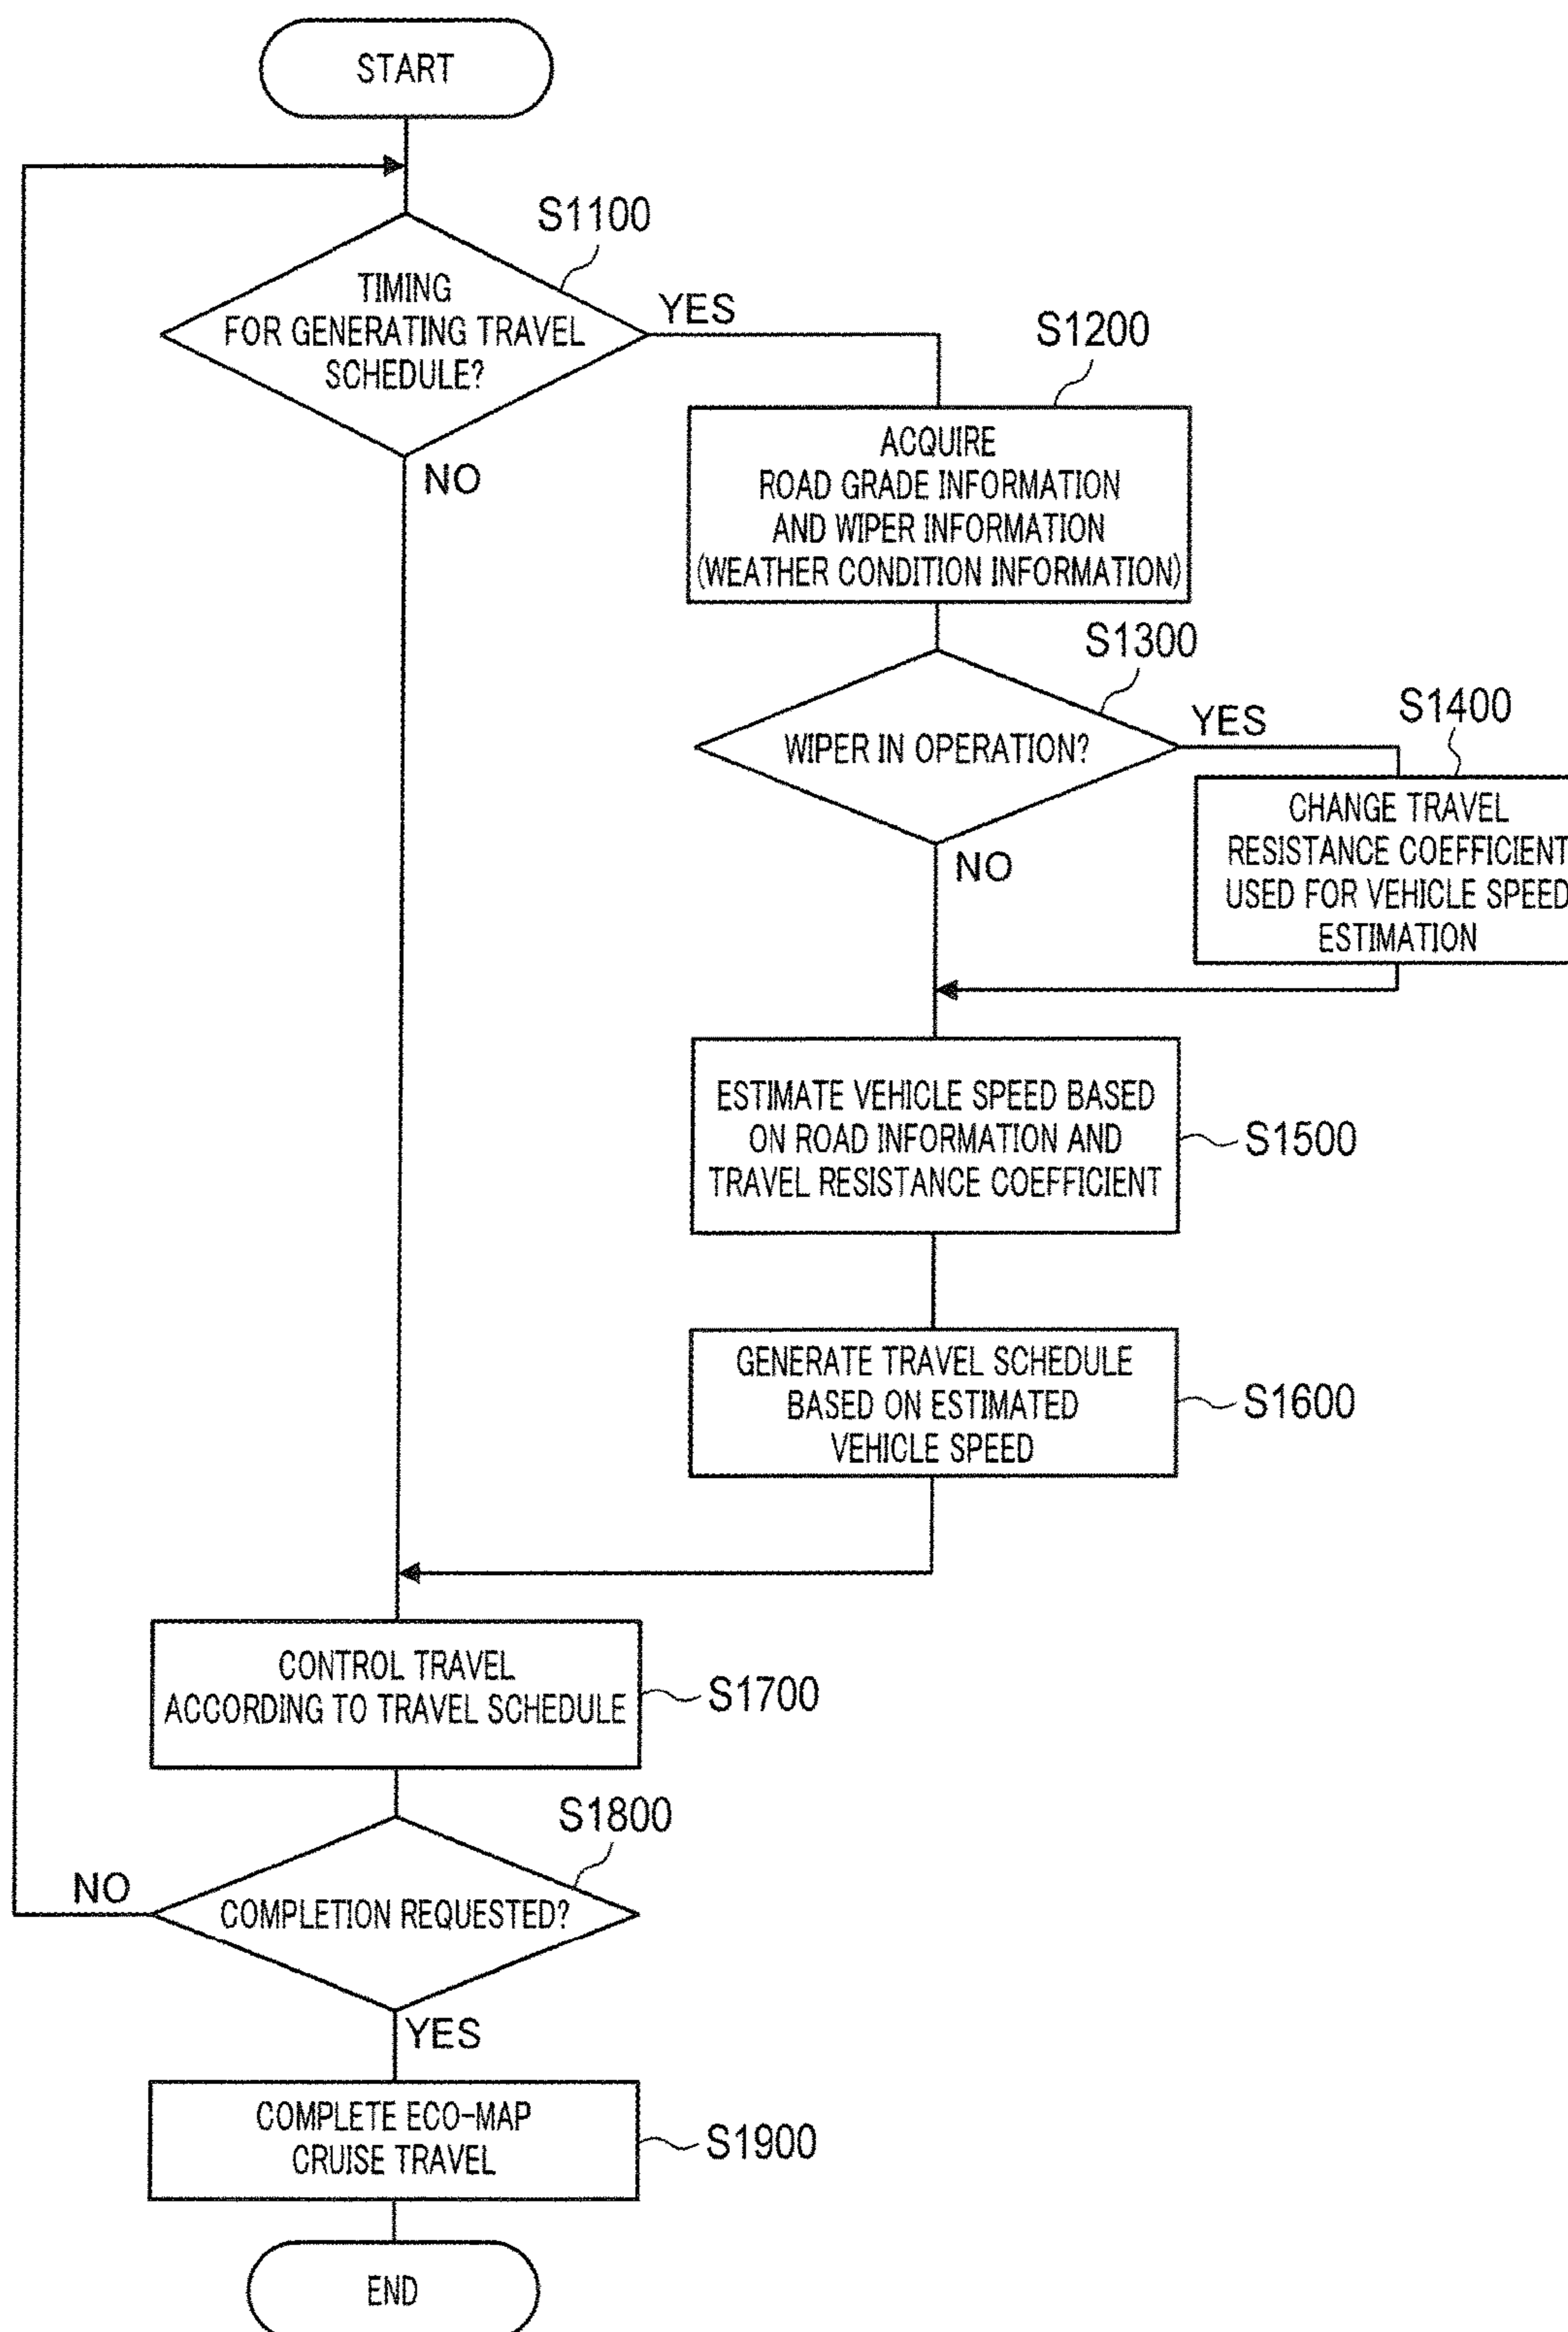 START
S1100
TIMING
FOR GENERATING TRAVEL
SCHEDULE?
YES
NO
S1200
ACQUIRE
ROAD GRADE INFORMATION
AND WIPER INFORMATION
(WEATHER CONDITION INFORMATION)
S1300
WIPER IN OPERATION?
YES
NO
S1400
CHANGE TRAVEL
RESISTANCE COEFFICIENT
USED FOR VEHICLE SPEED
ESTIMATION
ESTIMATE VEHICLE SPEED BASED
ON ROAD INFORMATION AND
TRAVEL RESISTANCE COEFFICIENT
S1500
GENERATE TRAVEL SCHEDULE
BASED ON ESTIMATED
VEHICLE SPEED
S1600
CONTROL TRAVEL
ACCORDING TO TRAVEL SCHEDULE
S1700
S1800
COMPLETION REQUESTED?
NO
YES
COMPLETE ECO-MAP
CRUISE TRAVEL
S1900
END